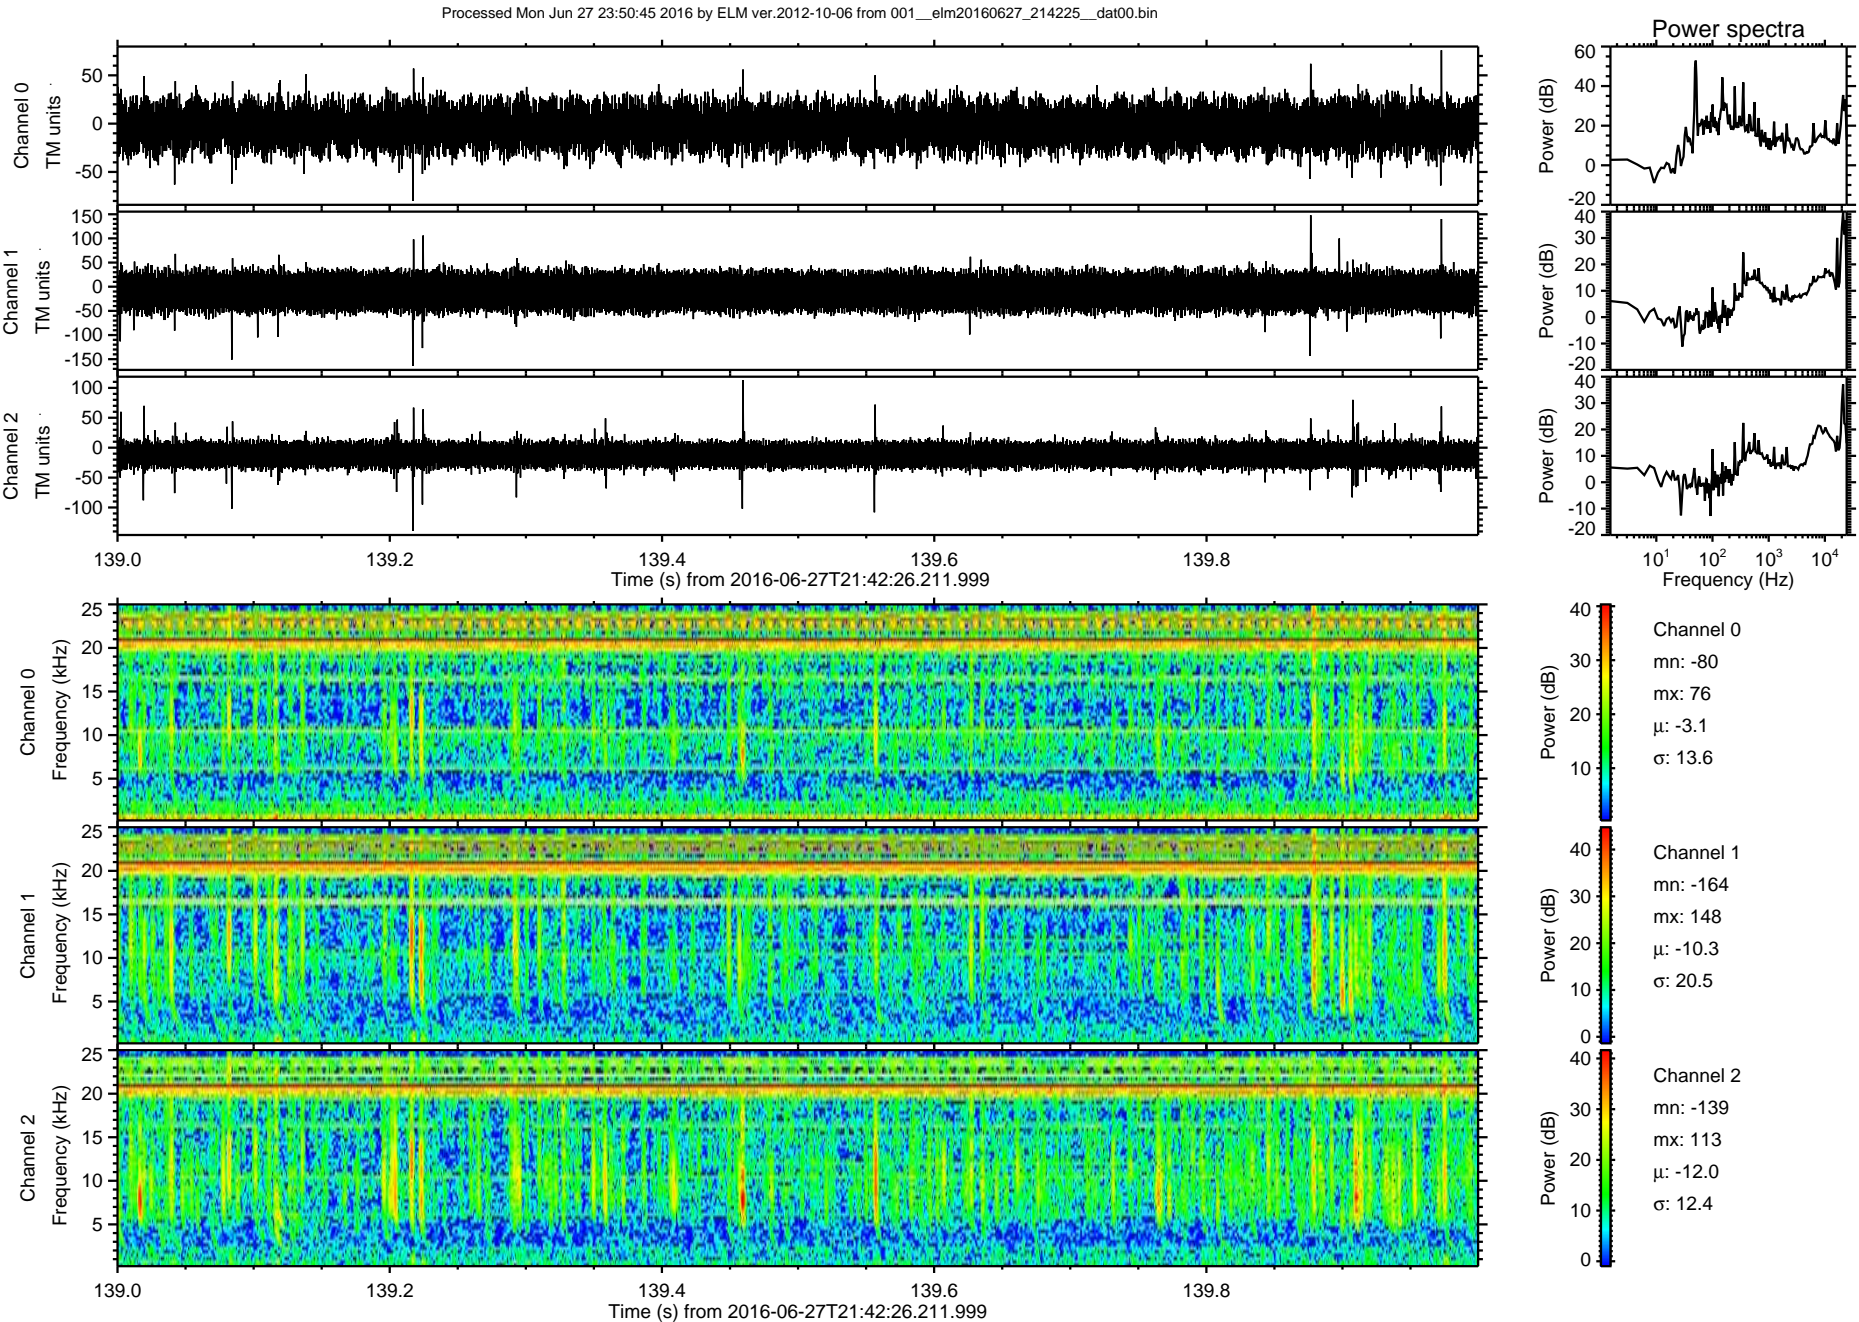 Processed Mon Jun 27 23:50:45 2016 by ELM ver.2012-10-06 from 001__elm20160627_214225__dat00.bin
Power spectra
Channel 0
TM units
50
0
-50
Power (dB)
60
40
20
0
-20
Channel 1
TM units
150
100
50
0
-50
-100
-150
Power (dB)
40
30
20
10
0
-10
-20
Channel 2
TM units
100
50
0
-50
-100
Power (dB)
40
30
20
10
0
-10
-20
139.0 139.2 139.4 139.6 139.8
Time (s) from 2016-06-27T21:42:26.211.999
10^1 10^2 10^3 10^4
Frequency (Hz)
Channel 0
Frequency (kHz)
25
20
15
10
5
Power (dB)
40
30
20
10
Channel 0
mn: -80
mx: 76
μ: -3.1
σ: 13.6
Channel 1
Frequency (kHz)
25
20
15
10
5
Power (dB)
40
30
20
10
0
Channel 1
mn: -164
mx: 148
μ: -10.3
σ: 20.5
Channel 2
Frequency (kHz)
25
20
15
10
5
Power (dB)
40
30
20
10
0
Channel 2
mn: -139
mx: 113
μ: -12.0
σ: 12.4
139.0 139.2 139.4 139.6 139.8
Time (s) from 2016-06-27T21:42:26.211.999